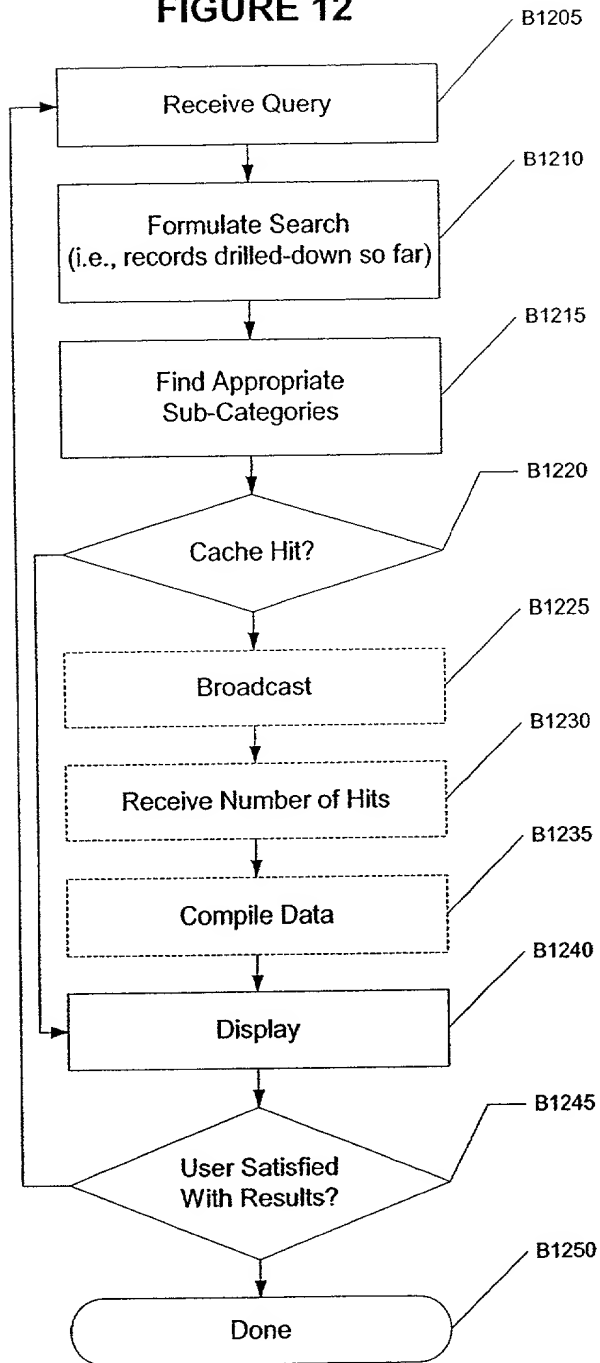 FIGURE 12
B1205
Receive Query
B1210
Formulate Search
(i.e., records drilled-down so far)
B1215
Find Appropriate
Sub-Categories
B1220
Cache Hit?
B1225
Broadcast
B1230
Receive Number of Hits
B1235
Compile Data
B1240
Display
B1245
User Satisfied
With Results?
B1250
Done